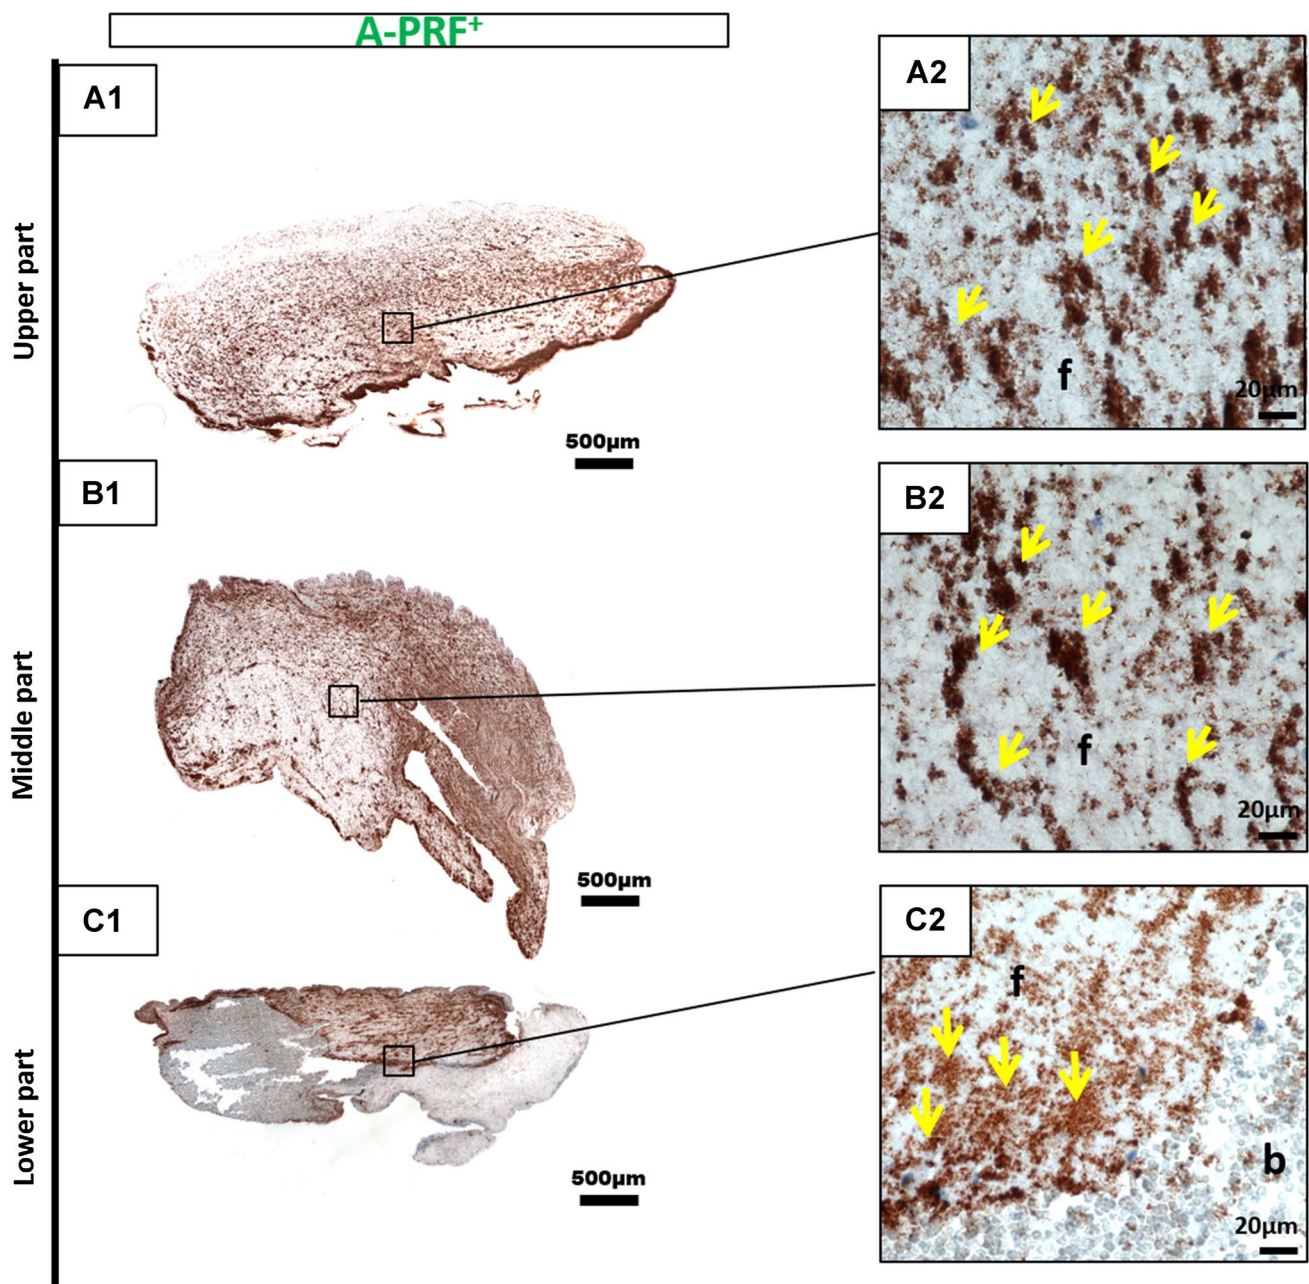 A-PRF⁺
A1
Upper part
500µm
A2
f
20µm
B1
Middle part
500µm
B2
f
20µm
C1
Lower part
500µm
C2
f
b
20µm